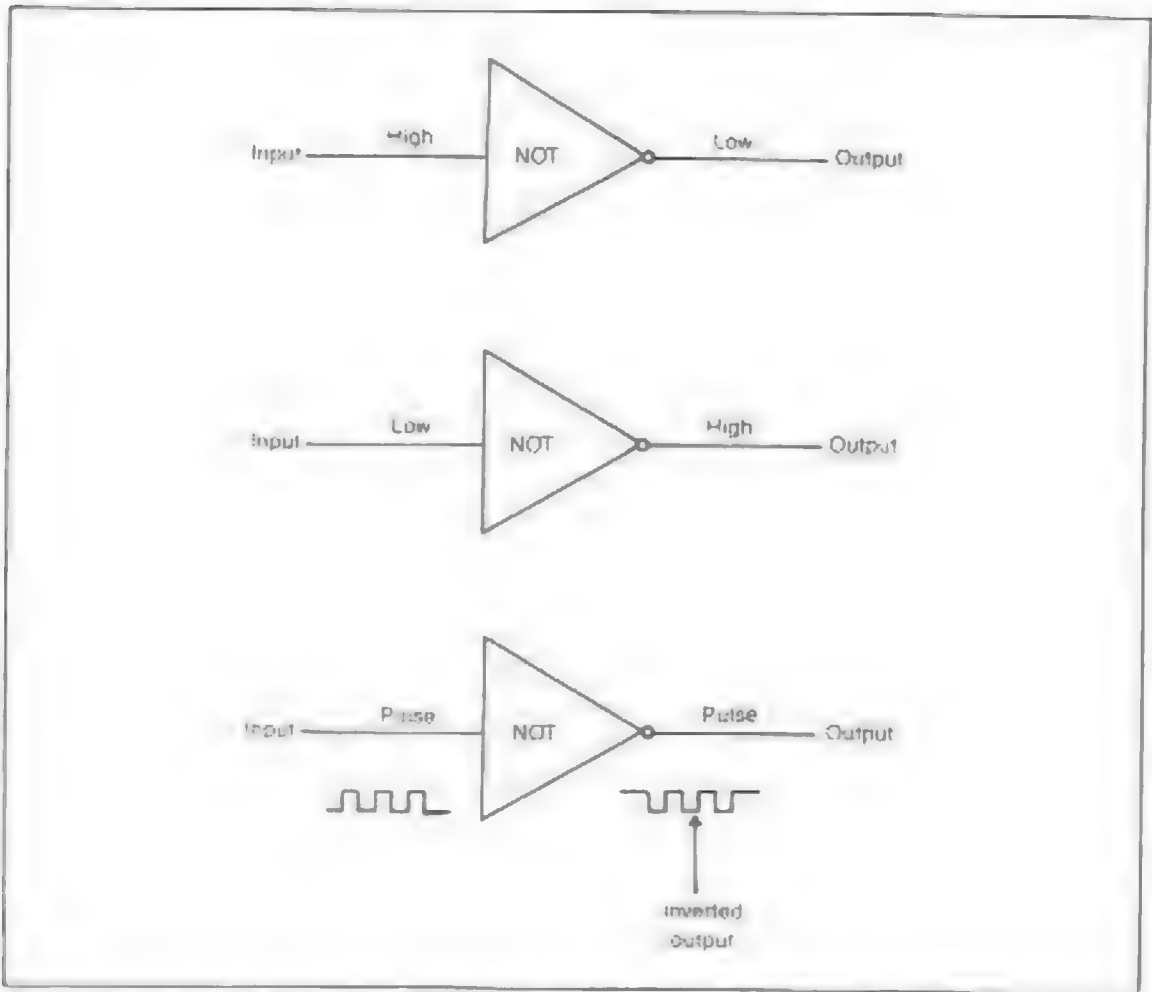 High
Input NOT Low Output
Low
Input NOT High Output
Pulse
Input NOT Pulse Output
Inverted
output